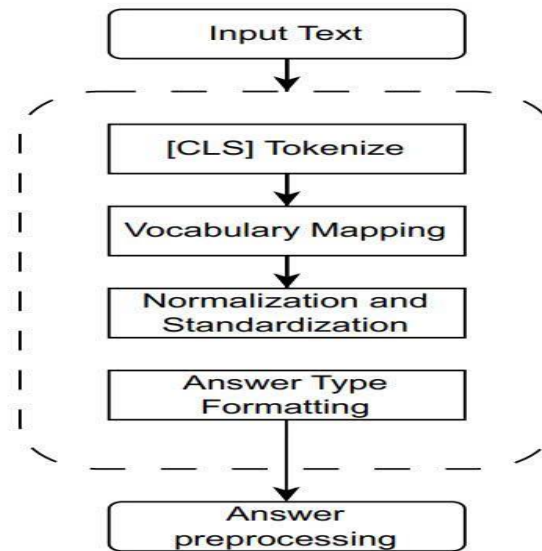 Input Text
[CLS] Tokenize
Vocabulary Mapping
Normalization and
Standardization
Answer Type
Formatting
Answer
preprocessing